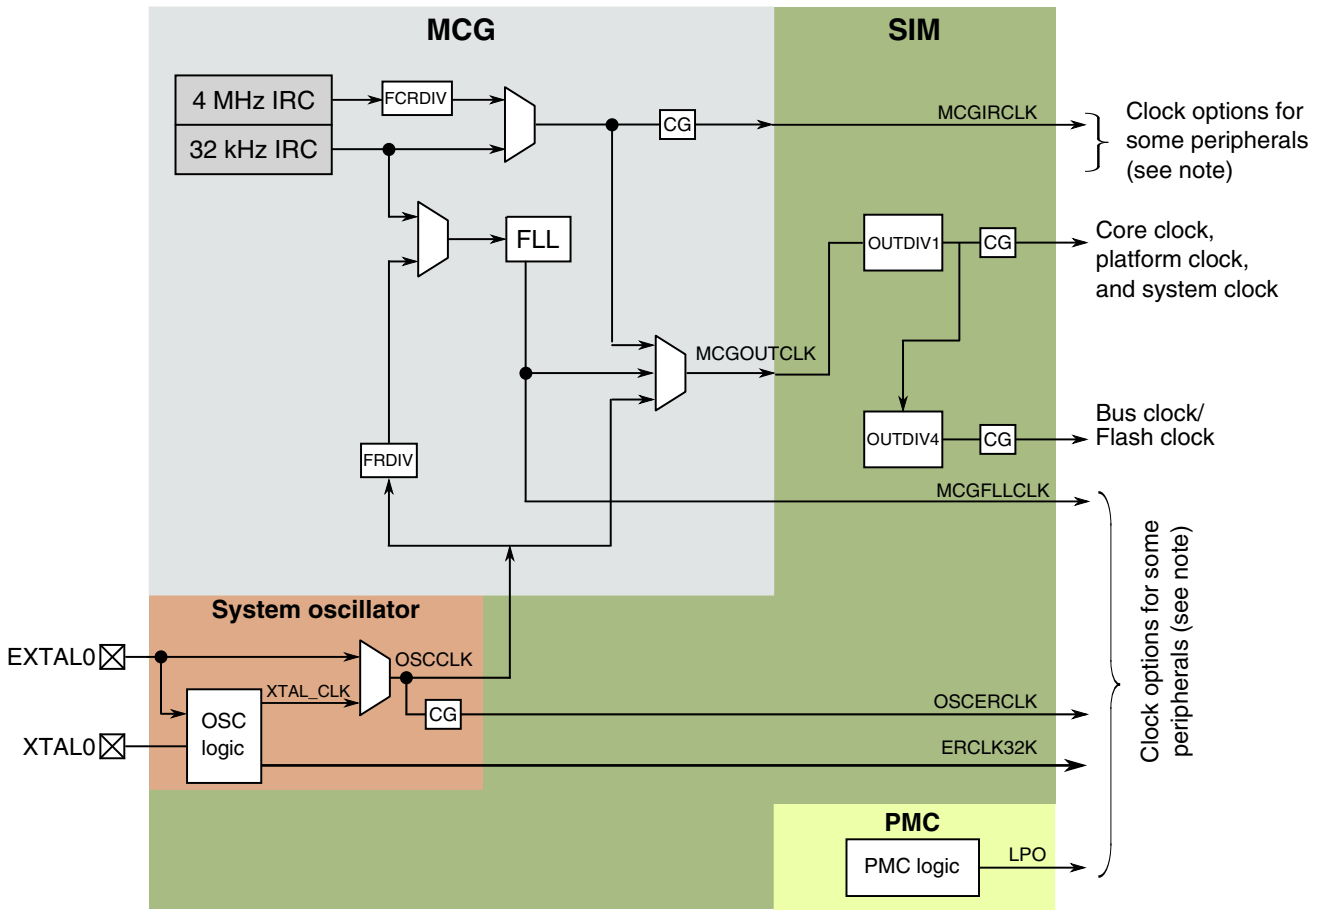 MCG
SIM
4 MHz IRC
FCRDIV
32 kHz IRC
CG
MCGIRCLK
Clock options for
some peripherals
(see note)
FLL
OUTDIV1
CG
Core clock,
platform clock,
and system clock
MCGOUTCLK
FRDIV
OUTDIV4
CG
Bus clock/
Flash clock
MCGFLLCLK
Clock options for some
peripherals (see note)
System oscillator
EXTAL0
OSCCLK
XTAL_CLK
OSC
logic
CG
XTAL0
OSCERCLK
ERCLK32K
PMC
PMC logic
LPO